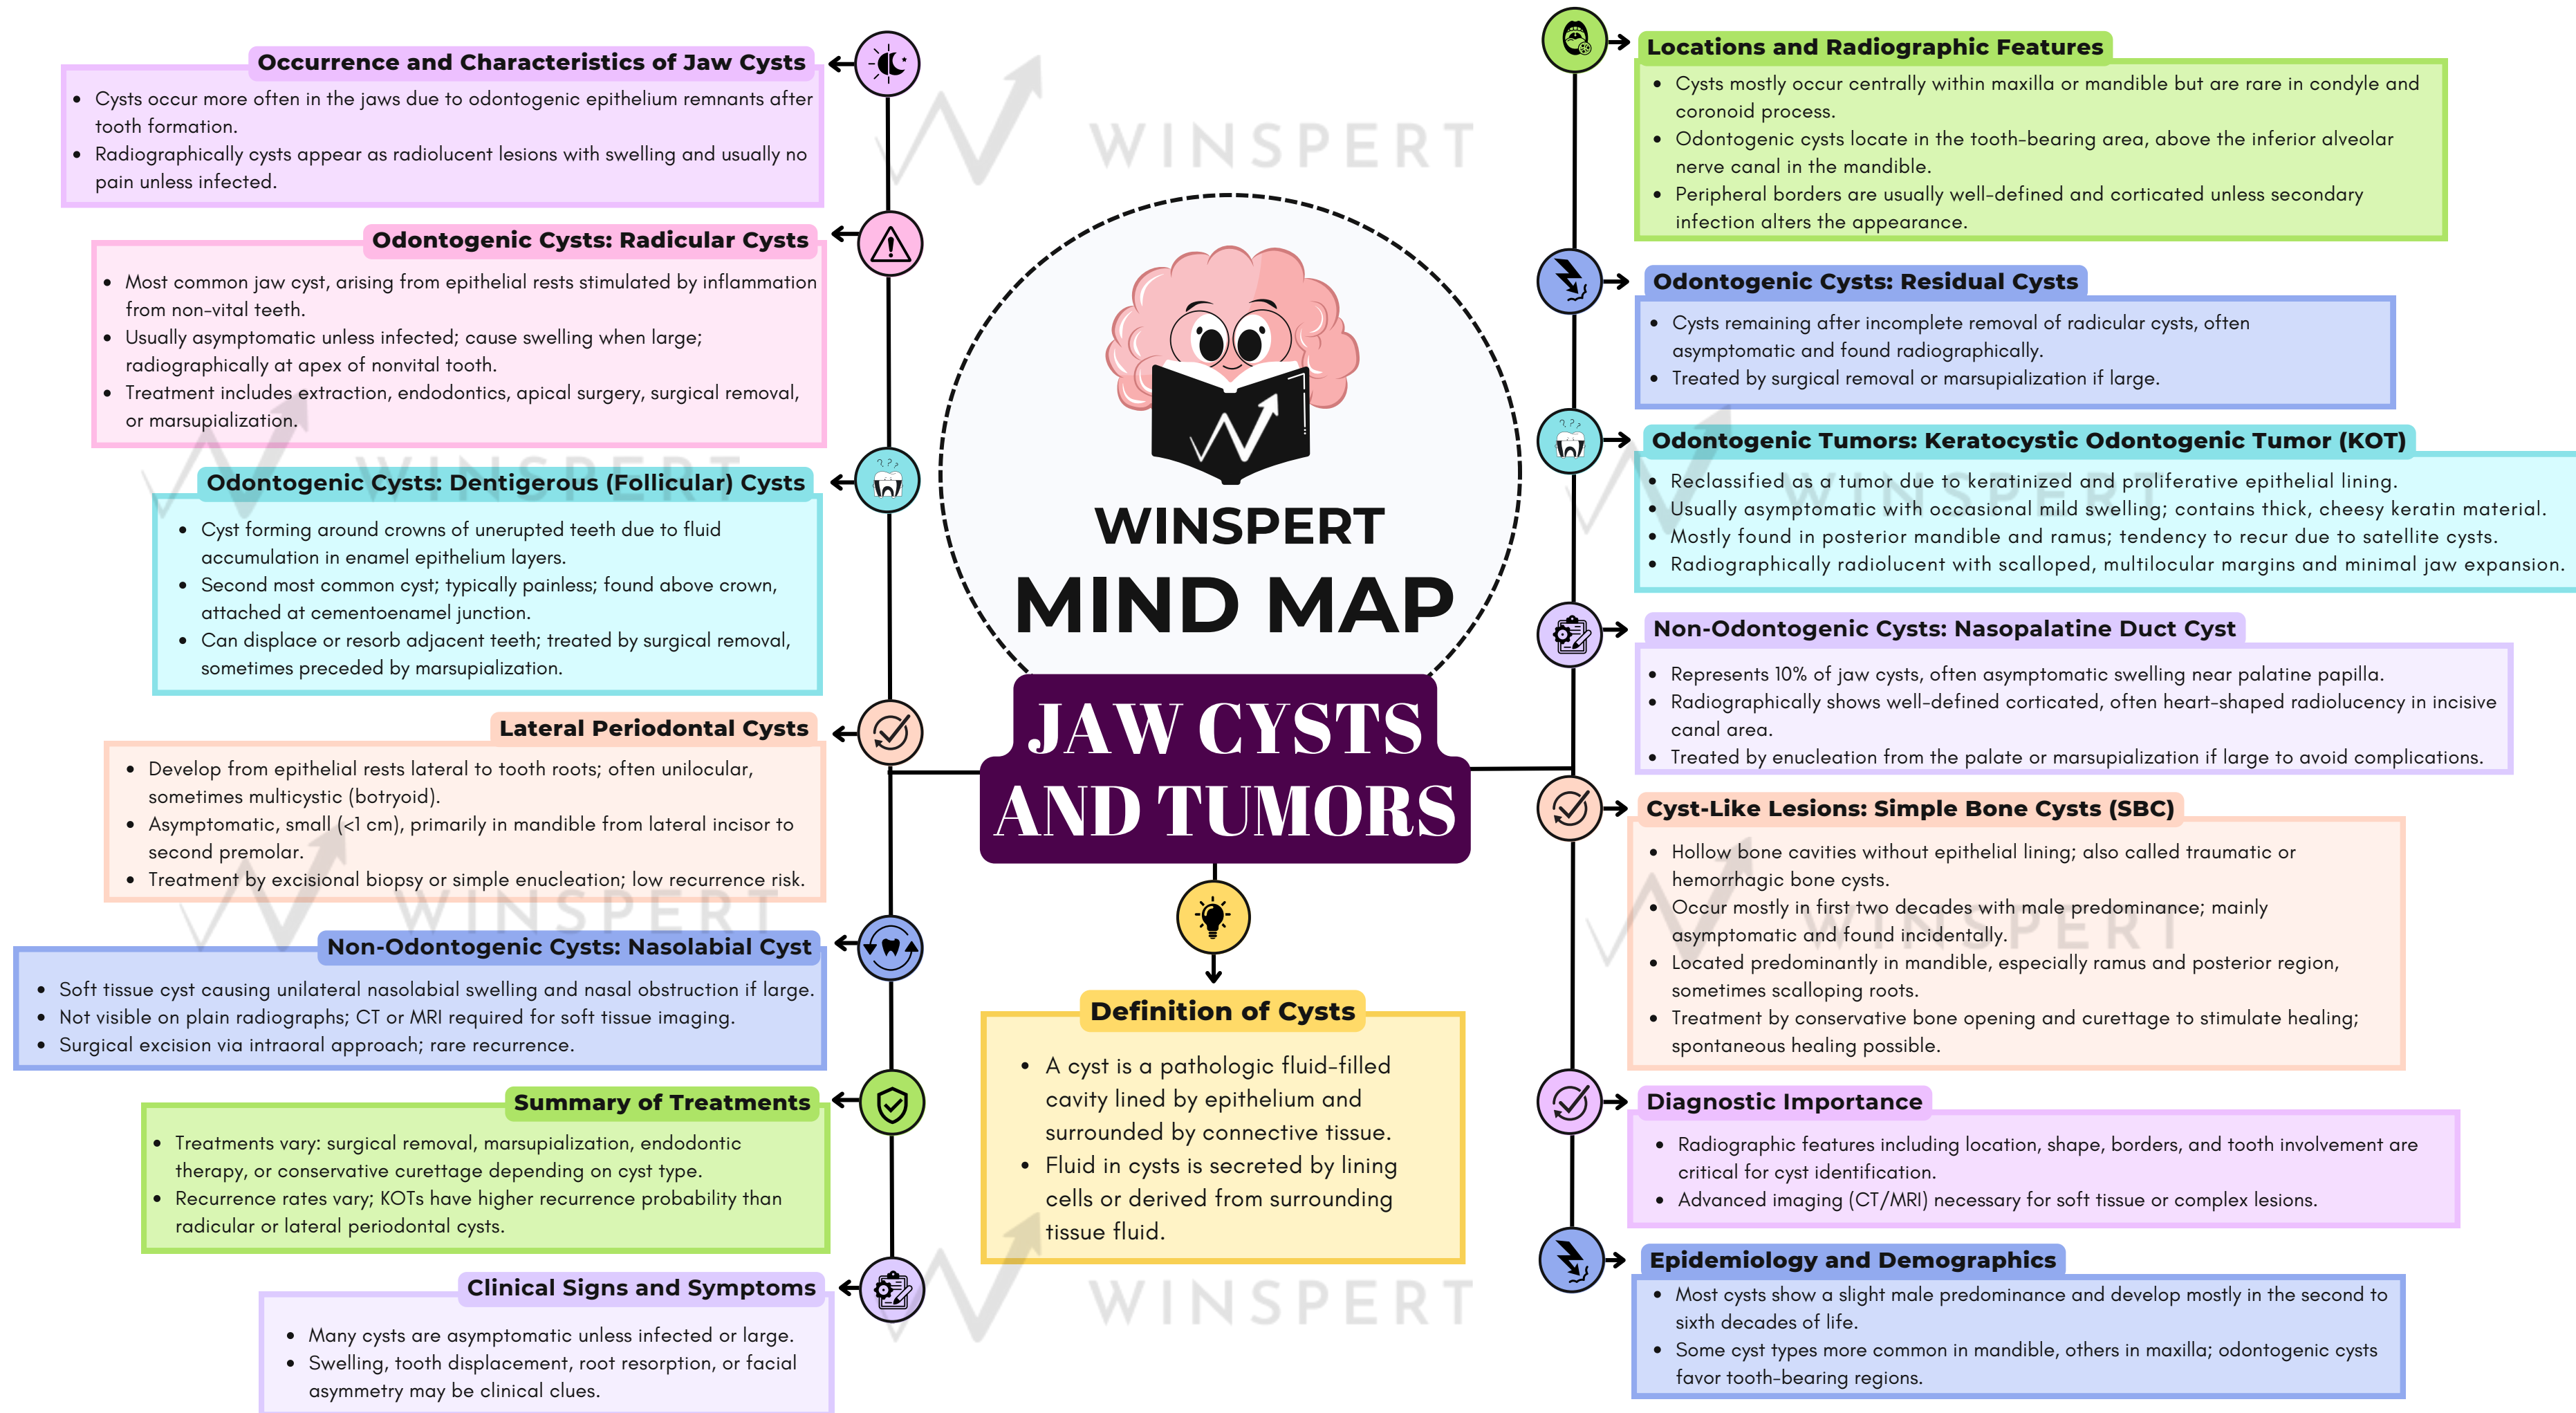 Occurrence and Characteristics of Jaw Cysts
• Cysts occur more often in the jaws due to odontogenic epithelium remnants after
tooth formation.
• Radiographically cysts appear as radiolucent lesions with swelling and usually no
pain unless infected.
Odontogenic Cysts: Radicular Cysts
• Most common jaw cyst, arising from epithelial rests stimulated by inflammation
from non-vital teeth.
• Usually asymptomatic unless infected; cause swelling when large;
radiographically at apex of nonvital tooth.
• Treatment includes extraction, endodontics, apical surgery, surgical removal,
or marsupialization.
Odontogenic Cysts: Dentigerous (Follicular) Cysts
• Cyst forming around crowns of unerupted teeth due to fluid
accumulation in enamel epithelium layers.
• Second most common cyst; typically painless; found above crown,
attached at cementoenamel junction.
• Can displace or resorb adjacent teeth; treated by surgical removal,
sometimes preceded by marsupialization.
Lateral Periodontal Cysts
• Develop from epithelial rests lateral to tooth roots; often unilocular,
sometimes multicystic (botryoid).
• Asymptomatic, small (<1 cm), primarily in mandible from lateral incisor to
second premolar.
• Treatment by excisional biopsy or simple enucleation; low recurrence risk.
Non-Odontogenic Cysts: Nasolabial Cyst
• Soft tissue cyst causing unilateral nasolabial swelling and nasal obstruction if large.
• Not visible on plain radiographs; CT or MRI required for soft tissue imaging.
• Surgical excision via intraoral approach; rare recurrence.
Summary of Treatments
• Treatments vary: surgical removal, marsupialization, endodontic
therapy, or conservative curettage depending on cyst type.
• Recurrence rates vary; KOTs have higher recurrence probability than
radicular or lateral periodontal cysts.
Clinical Signs and Symptoms
• Many cysts are asymptomatic unless infected or large.
• Swelling, tooth displacement, root resorption, or facial
asymmetry may be clinical clues.
WINSPERT
WINSPERT
MIND MAP
JAW CYSTS
AND TUMORS
Definition of Cysts
• A cyst is a pathologic fluid-filled
cavity lined by epithelium and
surrounded by connective tissue.
• Fluid in cysts is secreted by lining
cells or derived from surrounding
tissue fluid.
WINSPERT
Locations and Radiographic Features
• Cysts mostly occur centrally within maxilla or mandible but are rare in condyle and
coronoid process.
• Odontogenic cysts locate in the tooth-bearing area, above the inferior alveolar
nerve canal in the mandible.
• Peripheral borders are usually well-defined and corticated unless secondary
infection alters the appearance.
Odontogenic Cysts: Residual Cysts
• Cysts remaining after incomplete removal of radicular cysts, often
asymptomatic and found radiographically.
• Treated by surgical removal or marsupialization if large.
Odontogenic Tumors: Keratocystic Odontogenic Tumor (KOT)
• Reclassified as a tumor due to keratinized and proliferative epithelial lining.
• Usually asymptomatic with occasional mild swelling; contains thick, cheesy keratin material.
• Mostly found in posterior mandible and ramus; tendency to recur due to satellite cysts.
• Radiographically radiolucent with scalloped, multilocular margins and minimal jaw expansion.
Non-Odontogenic Cysts: Nasopalatine Duct Cyst
• Represents 10% of jaw cysts, often asymptomatic swelling near palatine papilla.
• Radiographically shows well-defined corticated, often heart-shaped radiolucency in incisive
canal area.
• Treated by enucleation from the palate or marsupialization if large to avoid complications.
Cyst-Like Lesions: Simple Bone Cysts (SBC)
• Hollow bone cavities without epithelial lining; also called traumatic or
hemorrhagic bone cysts.
• Occur mostly in first two decades with male predominance; mainly
asymptomatic and found incidentally.
• Located predominantly in mandible, especially ramus and posterior region,
sometimes scalloping roots.
• Treatment by conservative bone opening and curettage to stimulate healing;
spontaneous healing possible.
Diagnostic Importance
• Radiographic features including location, shape, borders, and tooth involvement are
critical for cyst identification.
• Advanced imaging (CT/MRI) necessary for soft tissue or complex lesions.
Epidemiology and Demographics
• Most cysts show a slight male predominance and develop mostly in the second to
sixth decades of life.
• Some cyst types more common in mandible, others in maxilla; odontogenic cysts
favor tooth-bearing regions.
WINSPERT
WINSPERT
WINSPERT
WINSPERT